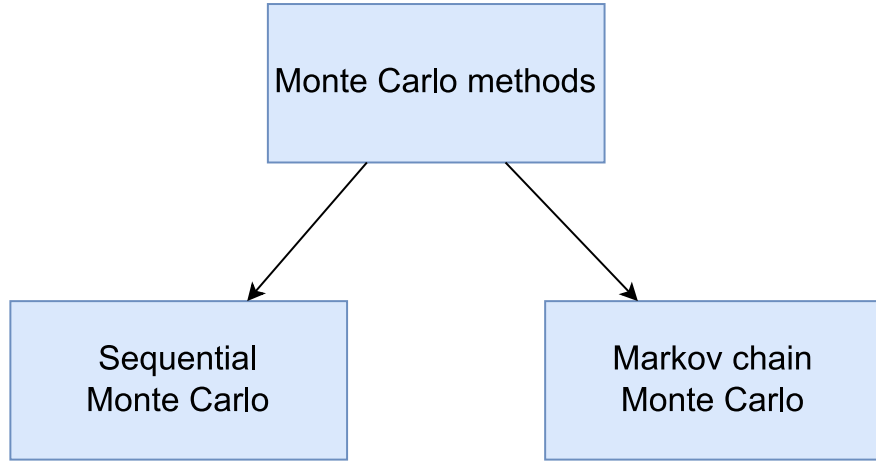 Monte Carlo methods
Sequential
Monte Carlo
Markov chain
Monte Carlo